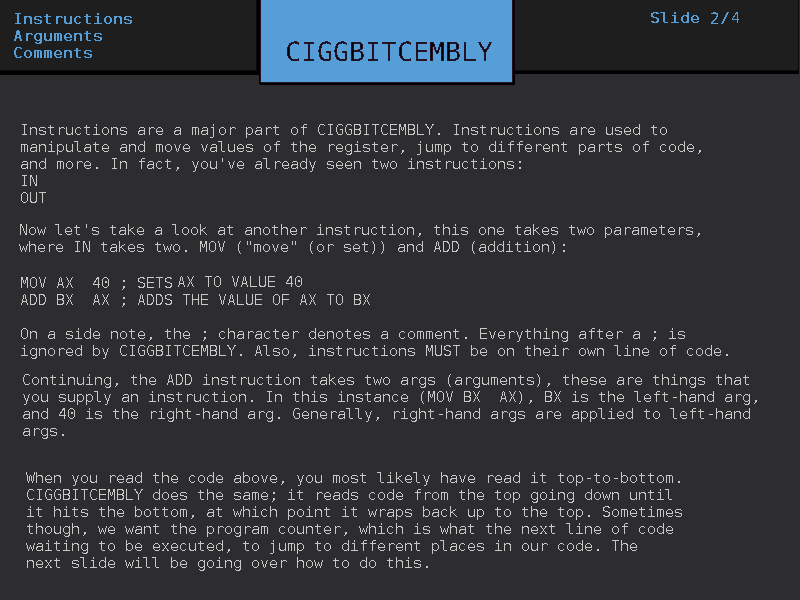 Instructions
Arguments
Comments
CIGGBITCEMBLY
Slide 2/4
Instructions are a major part of CIGGBITCEMBLY. Instructions are used to
manipulate and move values of the register, jump to different parts of code,
and more. In fact, you've already seen two instructions:
IN
OUT
Now let's take a look at another instruction, this one takes two parameters,
where IN takes two. MOV ("move" (or set)) and ADD (addition):
MOV AX  40 ; SETS AX TO VALUE 40
ADD BX  AX ; ADDS THE VALUE OF AX TO BX
On a side note, the ; character denotes a comment. Everything after a ; is
ignored by CIGGBITCEMBLY. Also, instructions MUST be on their own line of code.
Continuing, the ADD instruction takes two args (arguments), these are things that
you supply an instruction. In this instance (MOV BX  AX), BX is the left-hand arg,
and 40 is the right-hand arg. Generally, right-hand args are applied to left-hand
args.
When you read the code above, you most likely have read it top-to-bottom.
CIGGBITCEMBLY does the same; it reads code from the top going down until
it hits the bottom, at which point it wraps back up to the top. Sometimes
though, we want the program counter, which is what the next line of code
waiting to be executed, to jump to different places in our code. The
next slide will be going over how to do this.